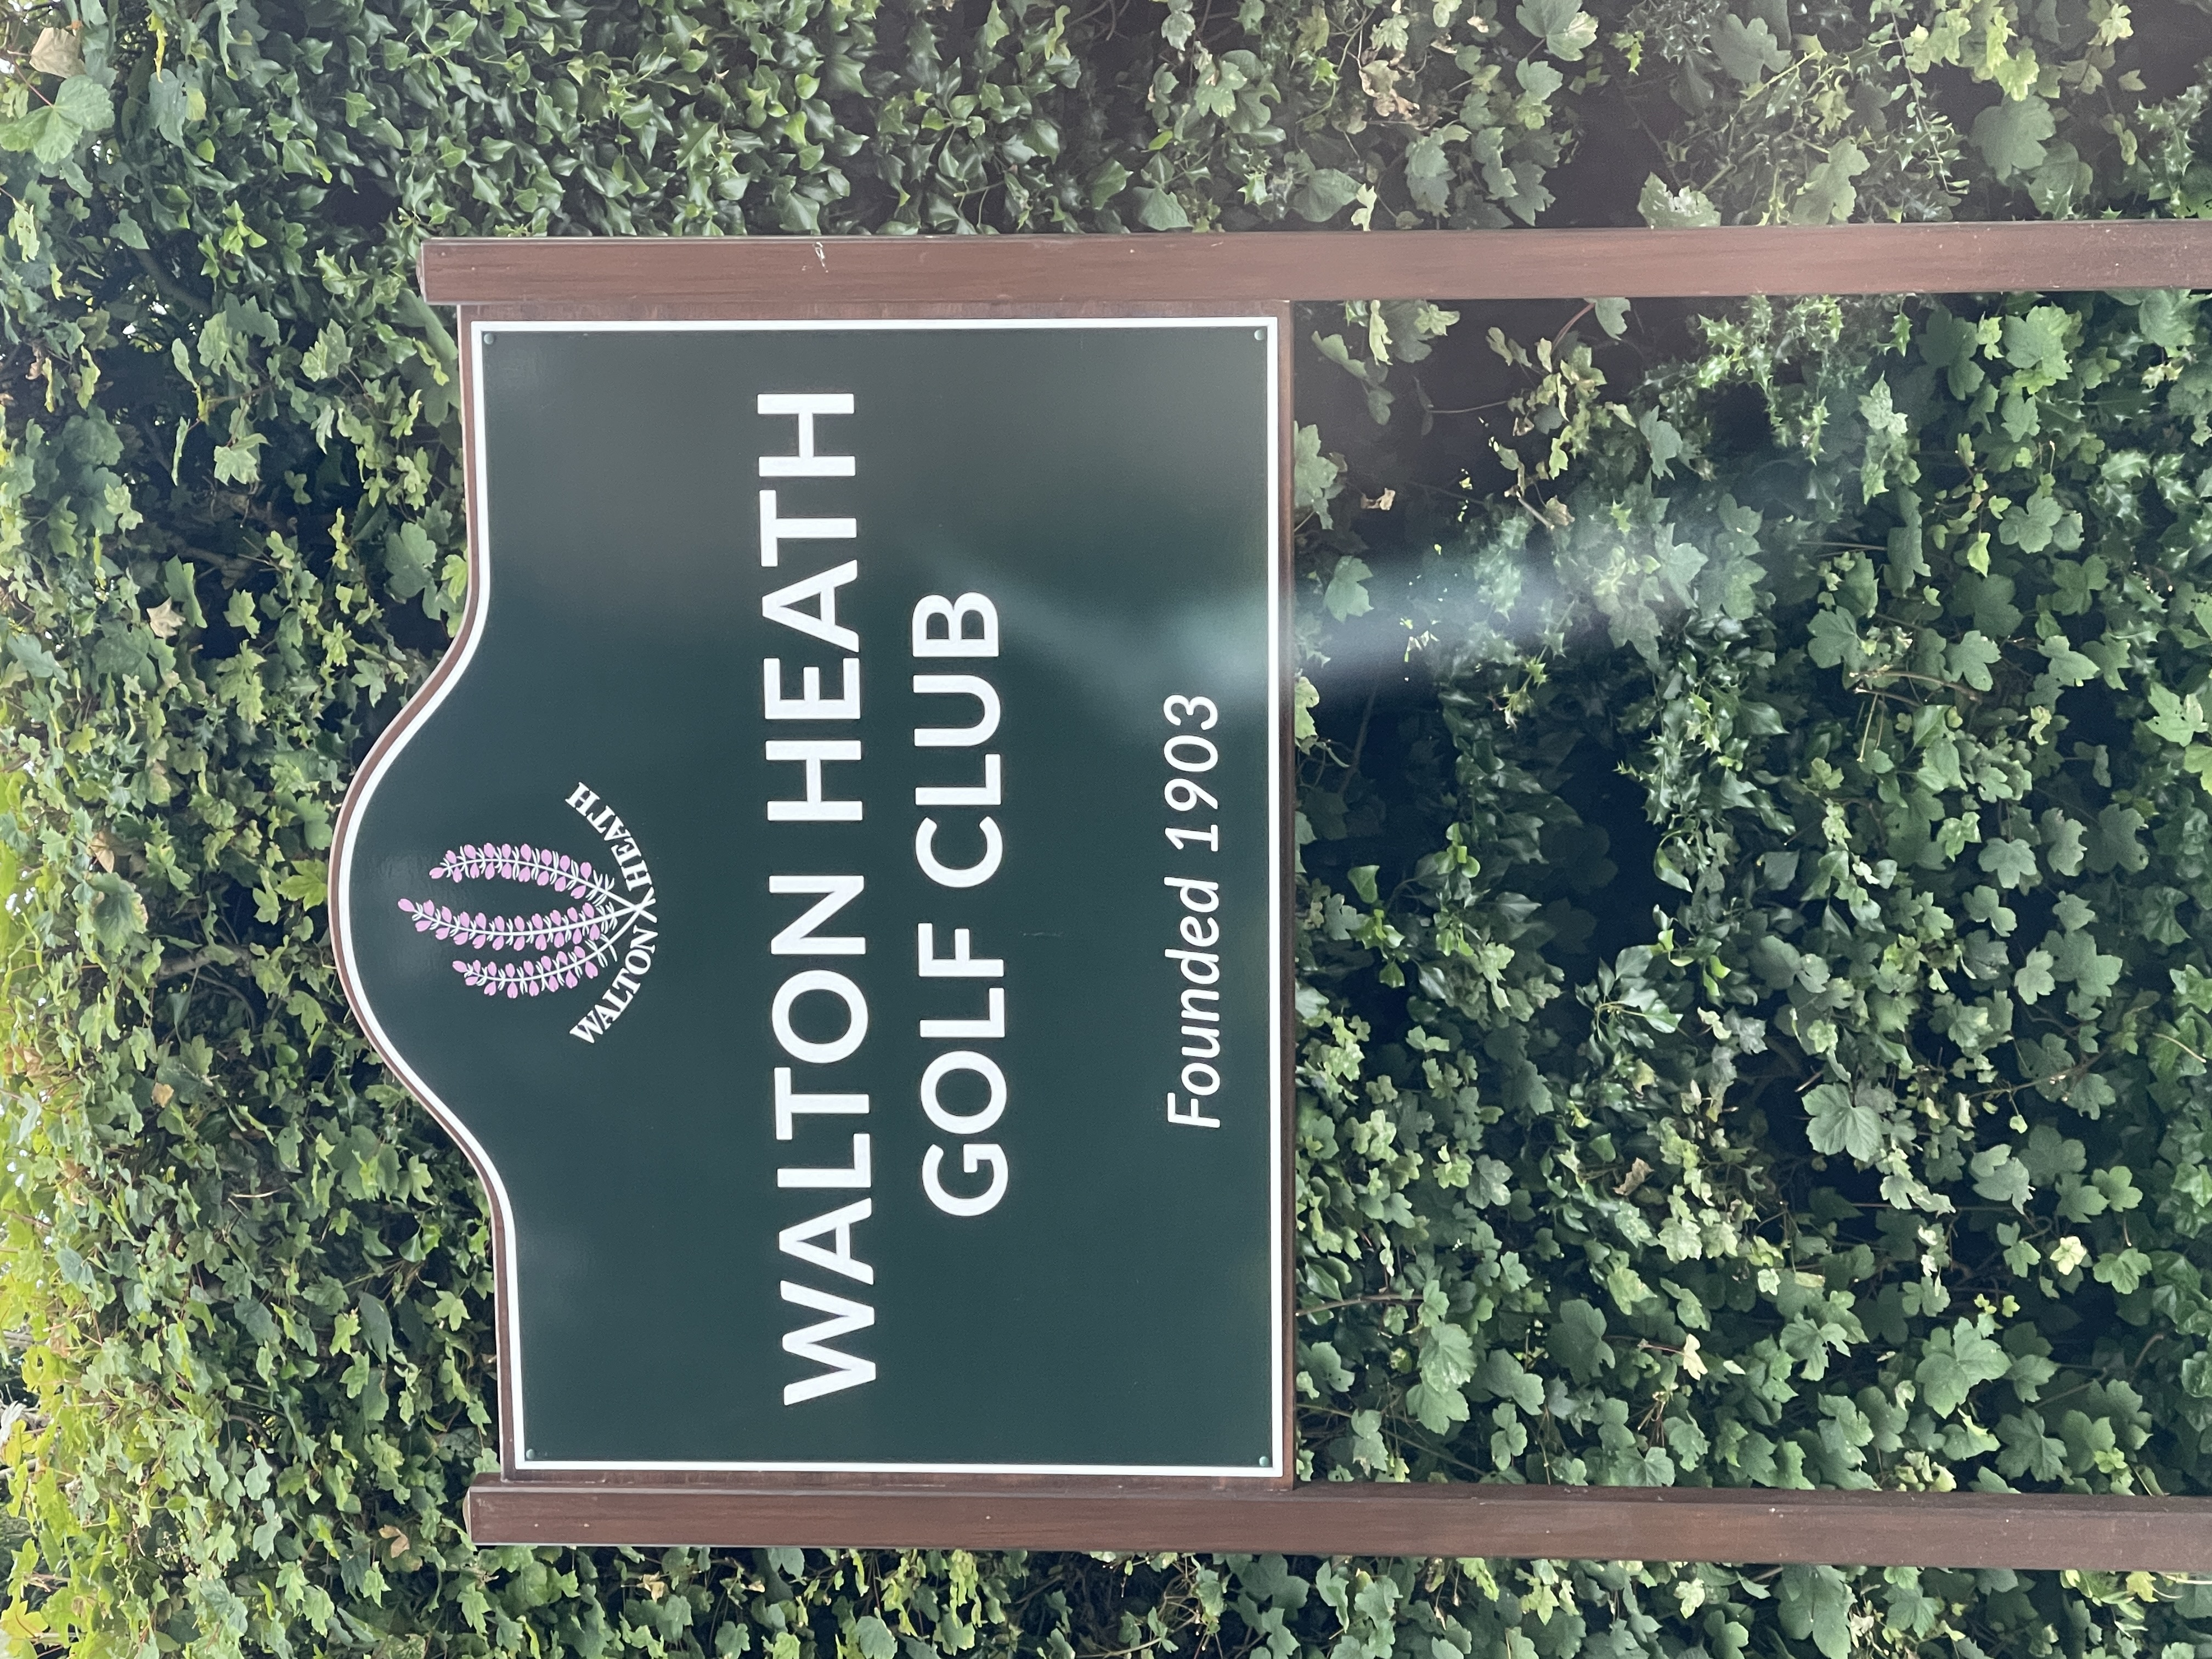 WALTON HEATH
WALTON HEATH
GOLF CLUB
Founded 1903